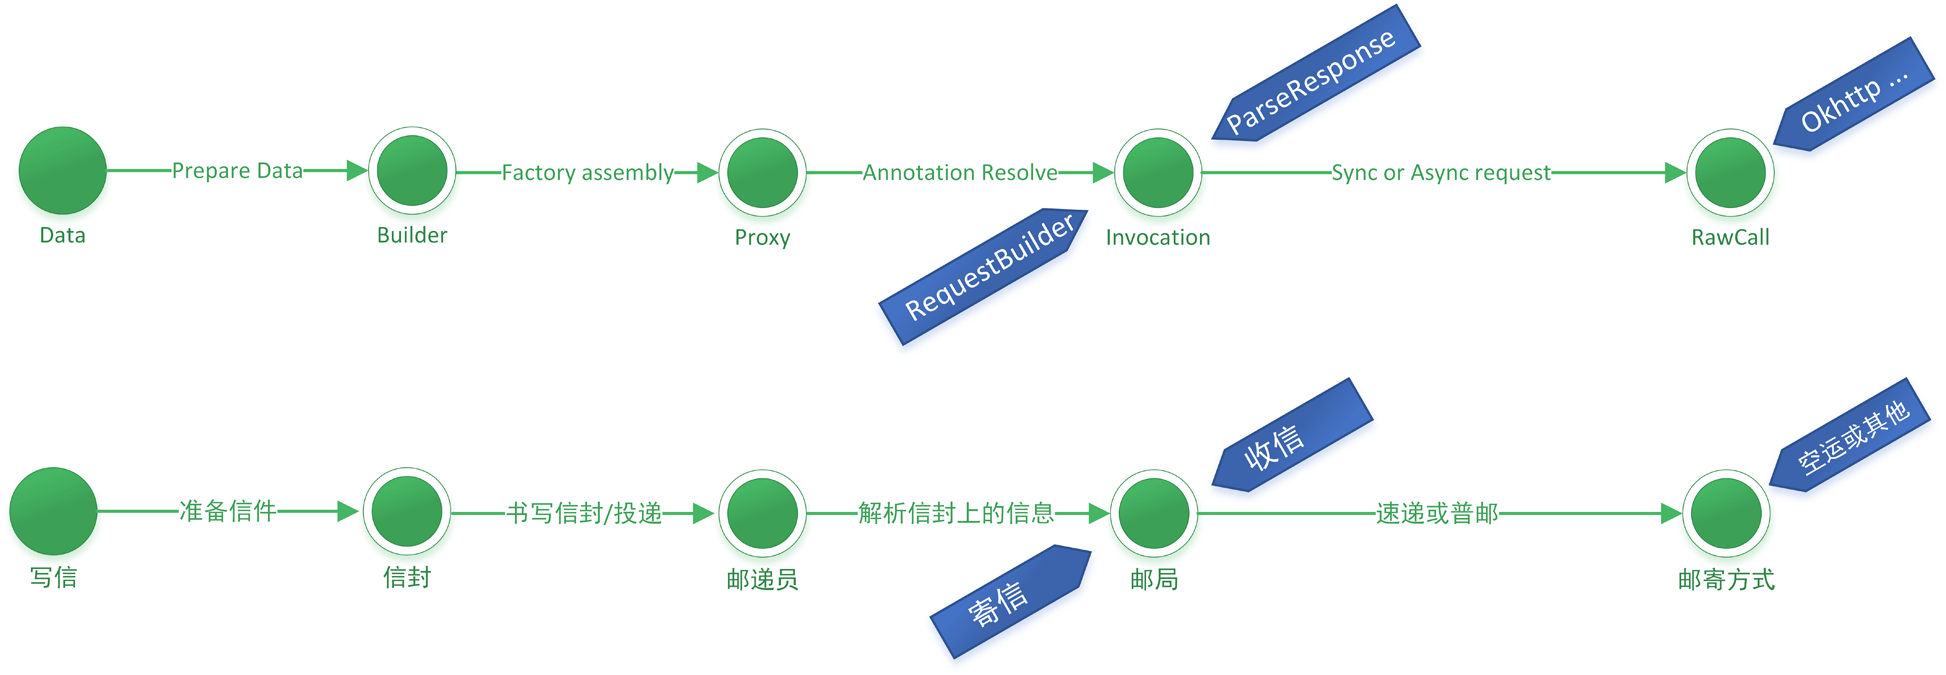 ParseResponse
Okhttp ...
Prepare Data
Factory assembly
Annotation Resolve
Sync or Async request
Data
Builder
Proxy
Invocation
RawCall
RequestBuilder
收信
空运或其他
准备信件
书写信封/投递
解析信封上的信息
速递或普邮
写信
信封
邮递员
邮局
邮寄方式
寄信